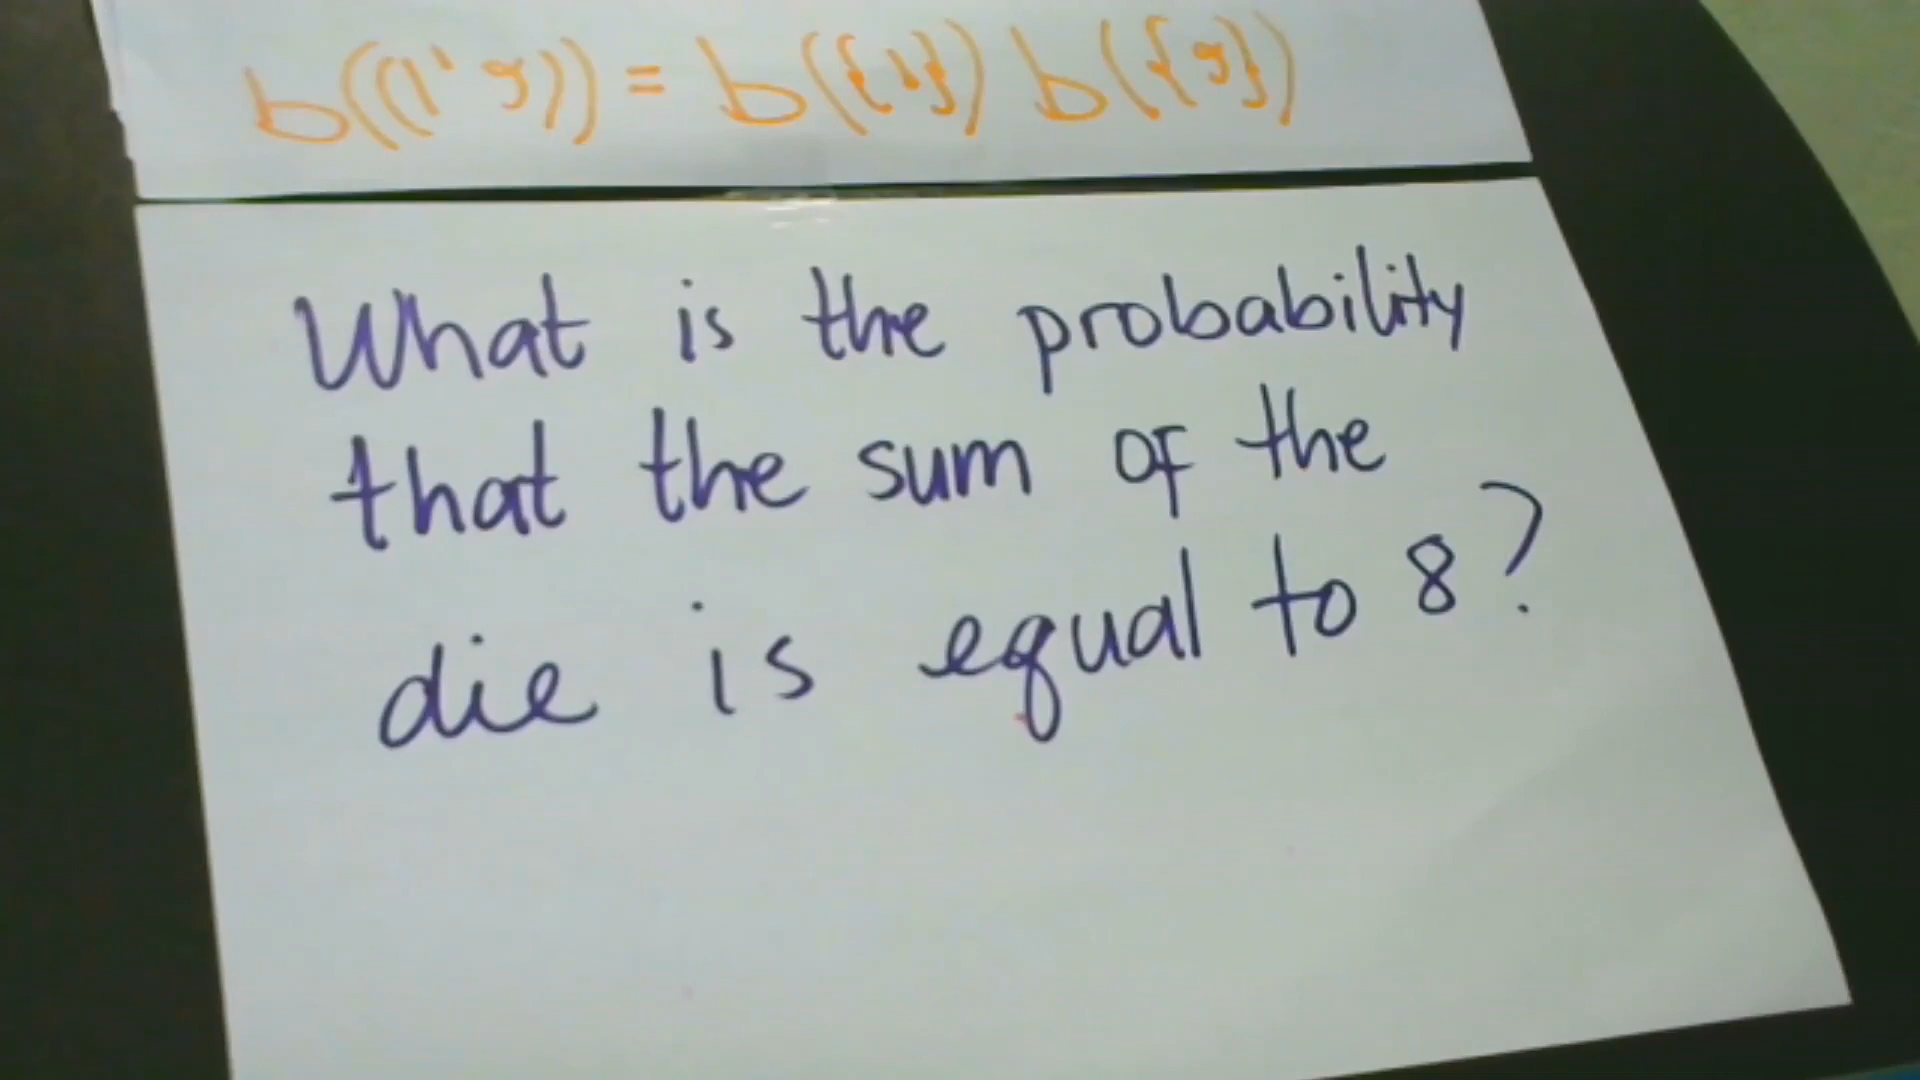 What is the probability
that the sum of the
die is equal to 8?